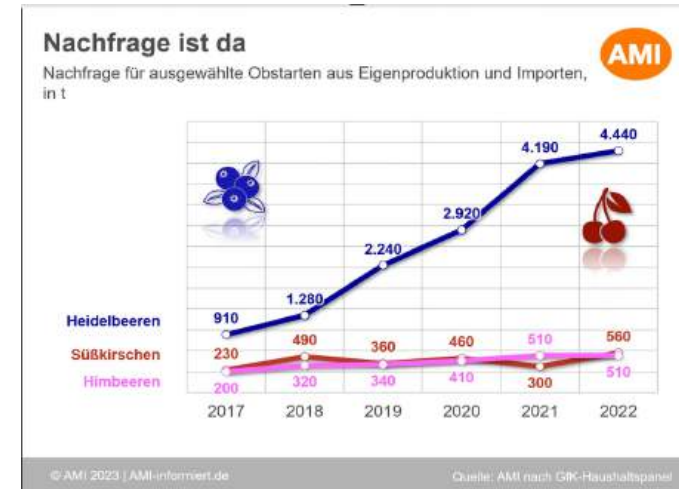 Nachfrage ist da
AMI
Nachfrage für ausgewählte Obstarten aus Eigenproduktion und Importen,
in t
4.440
4.190
2.920
2.240
1.280
Heidelbeeren 910
Süßkirschen 230 490 360 460 510 560
Himbeeren 200 320 340 410 300 510
2017 2018 2019 2020 2021 2022
© AMI 2023 | AMI-informiert.de Quelle: AMI nach GfK-Haushaltspanel